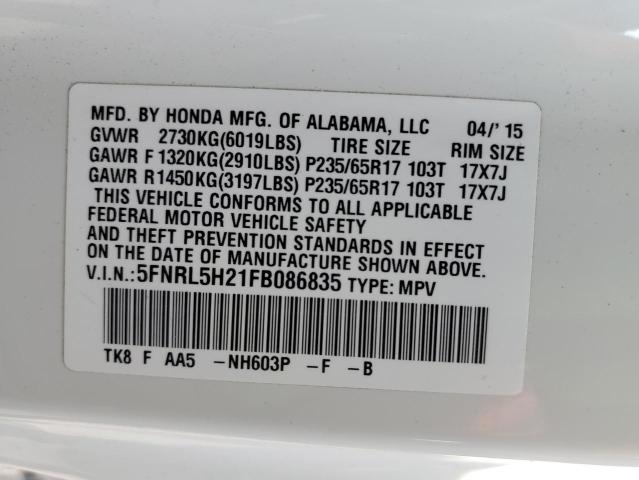 MFD. BY HONDA MFG. OF ALABAMA, LLC 04/'15
GVWR 2730KG(6019LBS) TIRE SIZE RIM SIZE
GAWR F 1320KG(2910LBS) P235/65R17 103T 17X7J
GAWR R 1450KG(3197LBS) P235/65R17 103T 17X7J
THIS VEHICLE CONFORMS TO ALL APPLICABLE
FEDERAL MOTOR VEHICLE SAFETY
AND THEFT PREVENTION STANDARDS IN EFFECT
ON THE DATE OF MANUFACTURE SHOWN ABOVE.
V.I.N.:5FNRL5H21FB086835 TYPE: MPV
TK8 F AA5 -NH603P -F -B